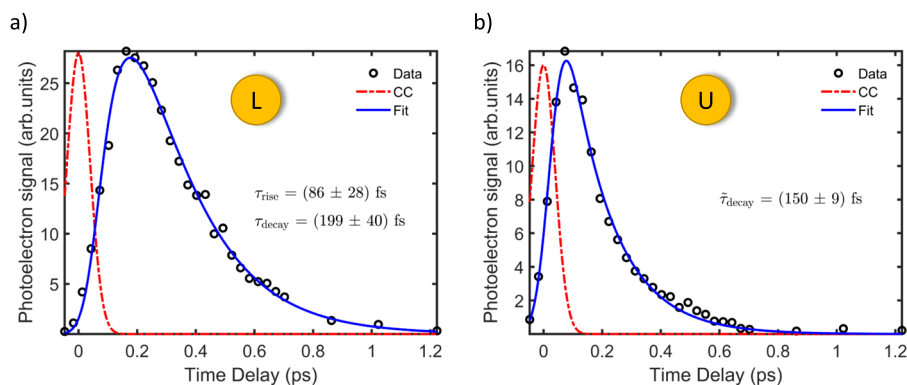 a)
Photoelectron signal (arb.units)
25
20
15
10
5
0
0.2
0.4
0.6
0.8
1
1.2
Time Delay (ps)
Data
CC
Fit
L
τrise = (86 ± 28) fs
τdecay = (199 ± 40) fs
b)
Photoelectron signal (arb.units)
16
14
12
10
8
6
4
2
0
0.2
0.4
0.6
0.8
1
1.2
Time Delay (ps)
Data
CC
Fit
U
τ̃decay = (150 ± 9) fs